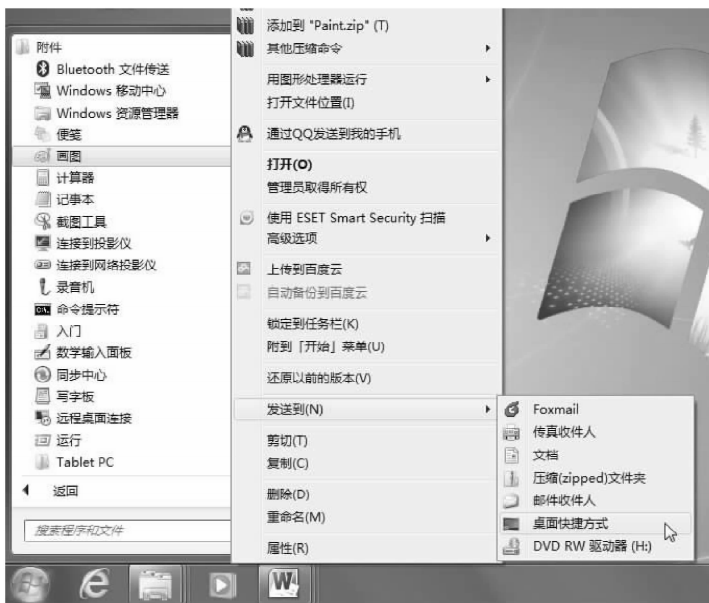 附件
Bluetooth 文件传送
Windows 移动中心
Windows 资源管理器
便笺
画图
计算器
记事本
截图工具
连接到投影仪
连接到网络投影仪
录音机
命令提示符
入门
数学输入面板
同步中心
写字板
远程桌面连接
运行
Tablet PC
返回
搜索程序和文件
添加到 "Paint.zip" (T)
其他压缩命令
用图形处理器运行
打开文件位置(I)
通过QQ发送到我的手机
打开(O)
管理员取得所有权
使用 ESET Smart Security 扫描
高级选项
上传到百度云
自动备份到百度云
锁定到任务栏(K)
附到「开始」菜单(U)
还原以前的版本(V)
发送到(N)
剪切(T)
复制(C)
删除(D)
重命名(M)
属性(R)
Foxmail
传真收件人
文档
压缩(zipped)文件夹
邮件收件人
桌面快捷方式
DVD RW 驱动器 (H:)